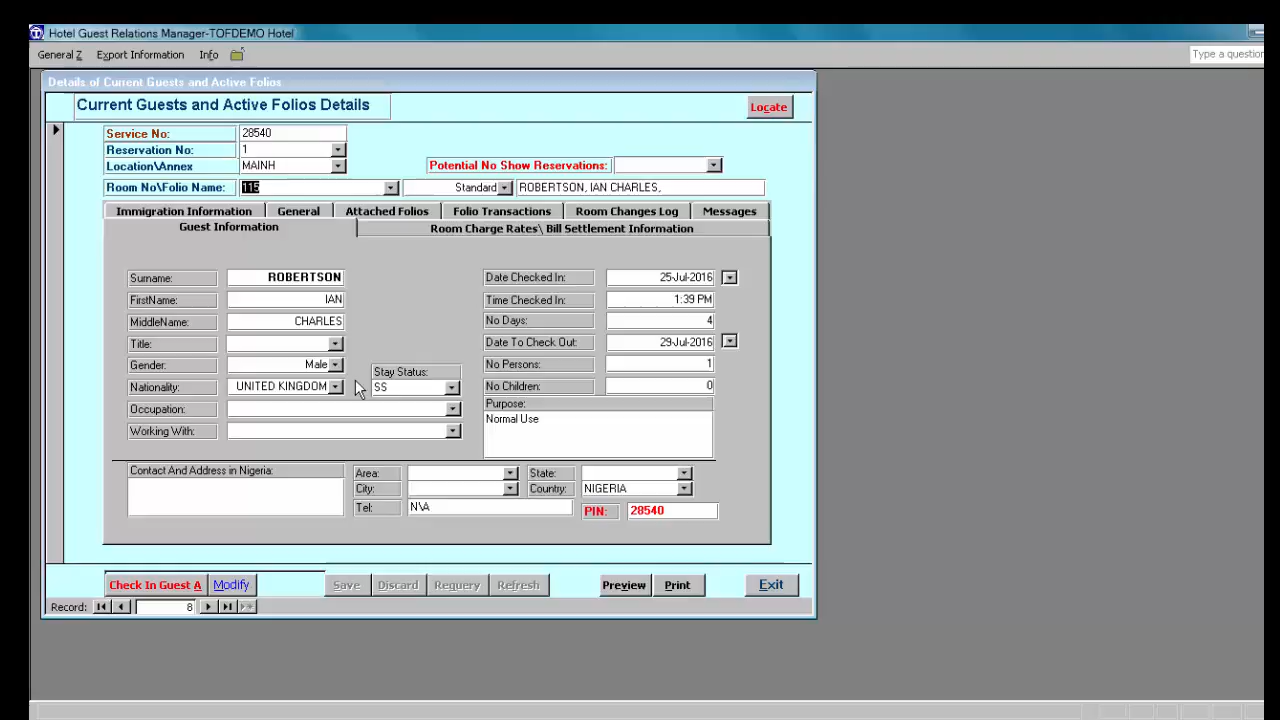 Hotel Guest Relations Manager-TOFDEMO Hotel
General Z Export Information Info Type a question
Details of Current Guests and Active Folios
Current Guests and Active Folios Details Locate
Service No: 28540
Reservation No: 1
Location\Annex MAINH Potential No Show Reservations:
Room No\Folio Name: 115 Standard ROBERTSON, IAN CHARLES,
Immigration Information General Attached Folios Folio Transactions Room Changes Log Messages
Guest Information Room Charge Rates\ Bill Settlement Information
Surname: ROBERTSON Date Checked In: 25-Jul-2016
FirstName: IAN Time Checked In: 1:39 PM
MiddleName: CHARLES No Days: 4
Title: Date To Check Out: 29-Jul-2016
Gender: Male No Persons: 1
Stay Status:
Nationality: UNITED KINGDOM SS No Children: 0
Occupation: Purpose:
Normal Use
Working With:
Contact And Address in Nigeria: Area: State:
City: Country: NIGERIA
Tel: N\A PIN: 28540
Check In Guest A Modify Save Discard Requery Refresh Preview Print Exit
Record: 8